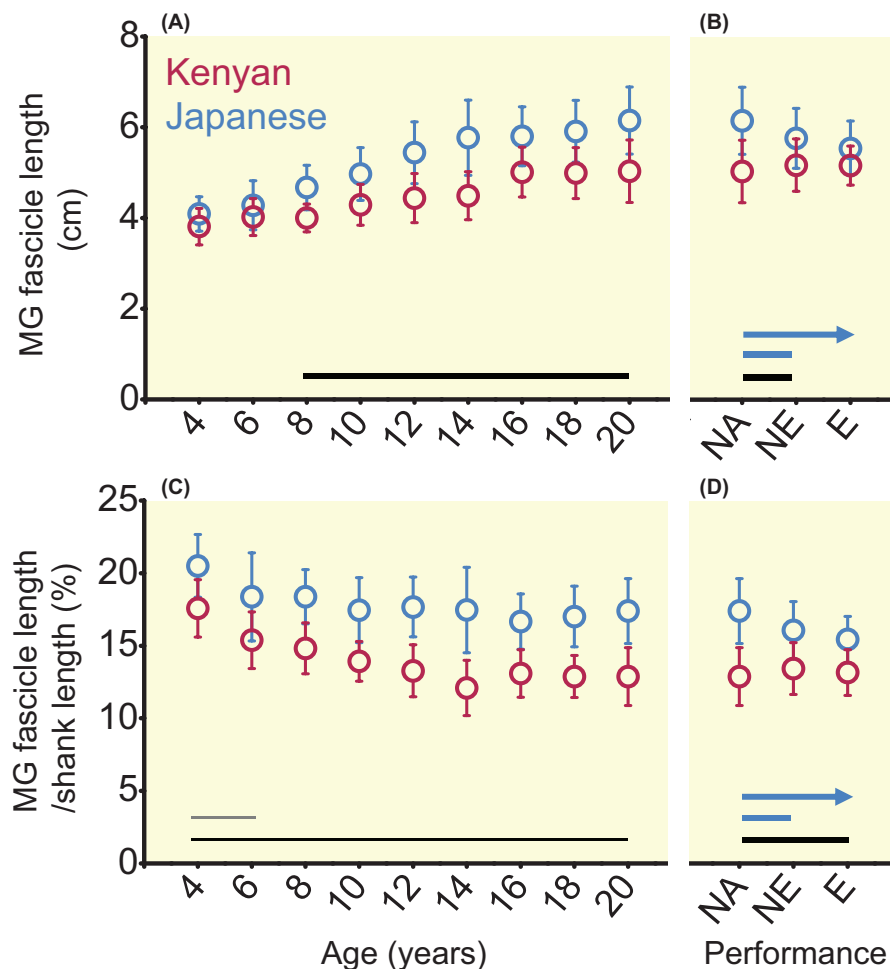 (A)
(B)
Kenyan
Japanese
MG fascicle length
(cm)
8
6
4
2
0
4 6 8 10 12 14 16 18 20
NA NE E
(C)
(D)
MG fascicle length
/shank length (%)
25
20
15
10
5
0
4 6 8 10 12 14 16 18 20
NA NE E
Age (years)
Performance